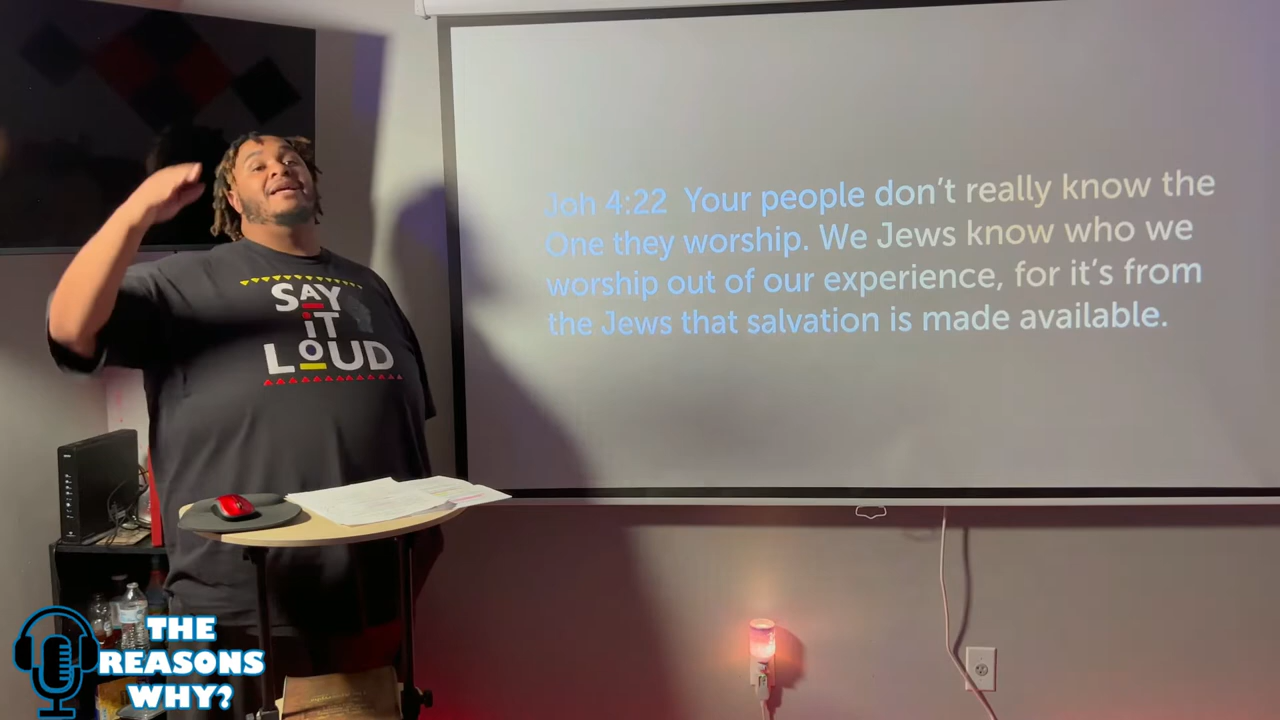 SAY
iT
LOUD
Joh 4:22 Your people don't really know the
One they worship. We Jews know who we
worship out of our experience, for it's from
the Jews that salvation is made available.
THE
REASONS
WHY?